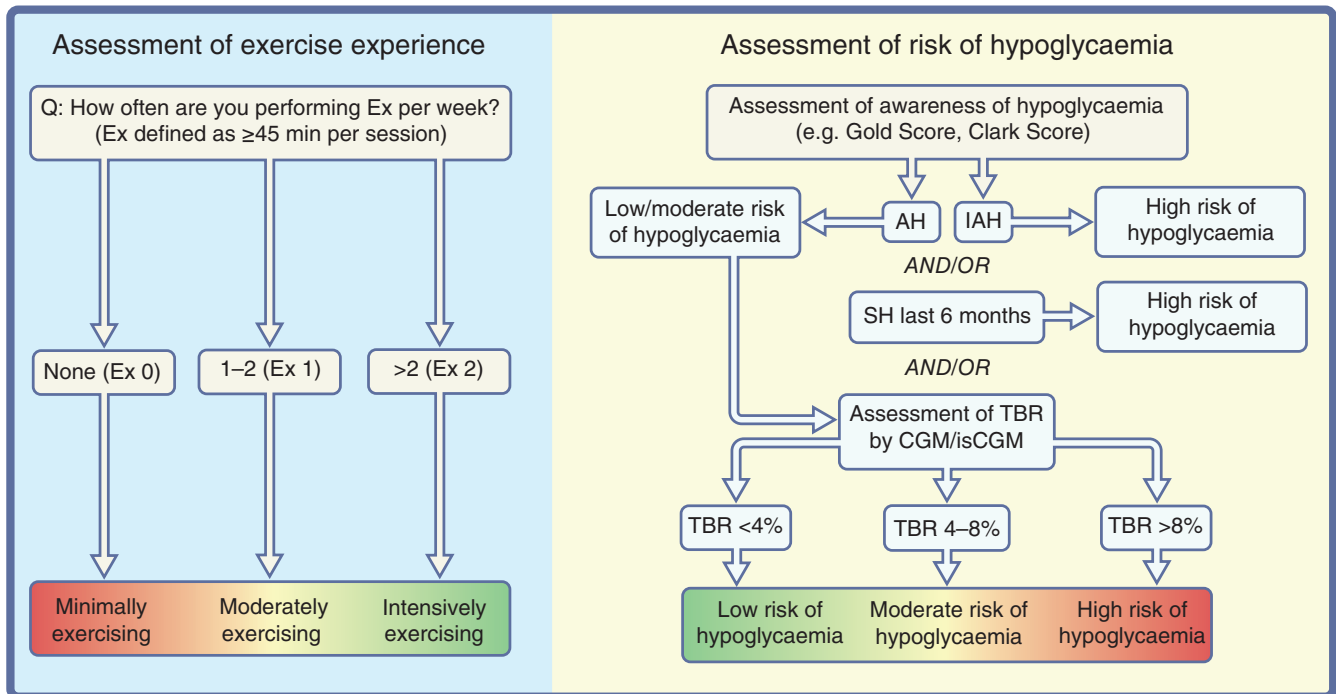 Assessment of exercise experience
Q: How often are you performing Ex per week?
(Ex defined as ≥45 min per session)
None (Ex 0)
1–2 (Ex 1)
>2 (Ex 2)
Minimally
exercising
Moderately
exercising
Intensively
exercising
Assessment of risk of hypoglycaemia
Assessment of awareness of hypoglycaemia
(e.g. Gold Score, Clark Score)
Low/moderate risk
of hypoglycaemia
AH
IAH
High risk of
hypoglycaemia
AND/OR
SH last 6 months
High risk of
hypoglycaemia
AND/OR
Assessment of TBR
by CGM/isCGM
TBR <4%
TBR 4–8%
TBR >8%
Low risk of
hypoglycaemia
Moderate risk of
hypoglycaemia
High risk of
hypoglycaemia